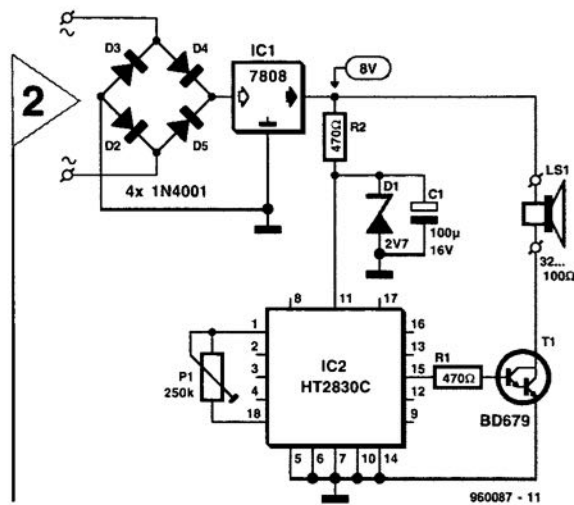 ~
D3
D4
IC1
7808
8V
2
D2
D5
R2
470Ω
~
4x 1N4001
D1
2V7
C1
100µ
16V
LS1
32...
100Ω
8
11
17
1
2
3
4
18
16
13
15
12
9
IC2
HT2830C
P1
250k
R1
470Ω
T1
BD679
5
6
7
10
14
960087 - 11